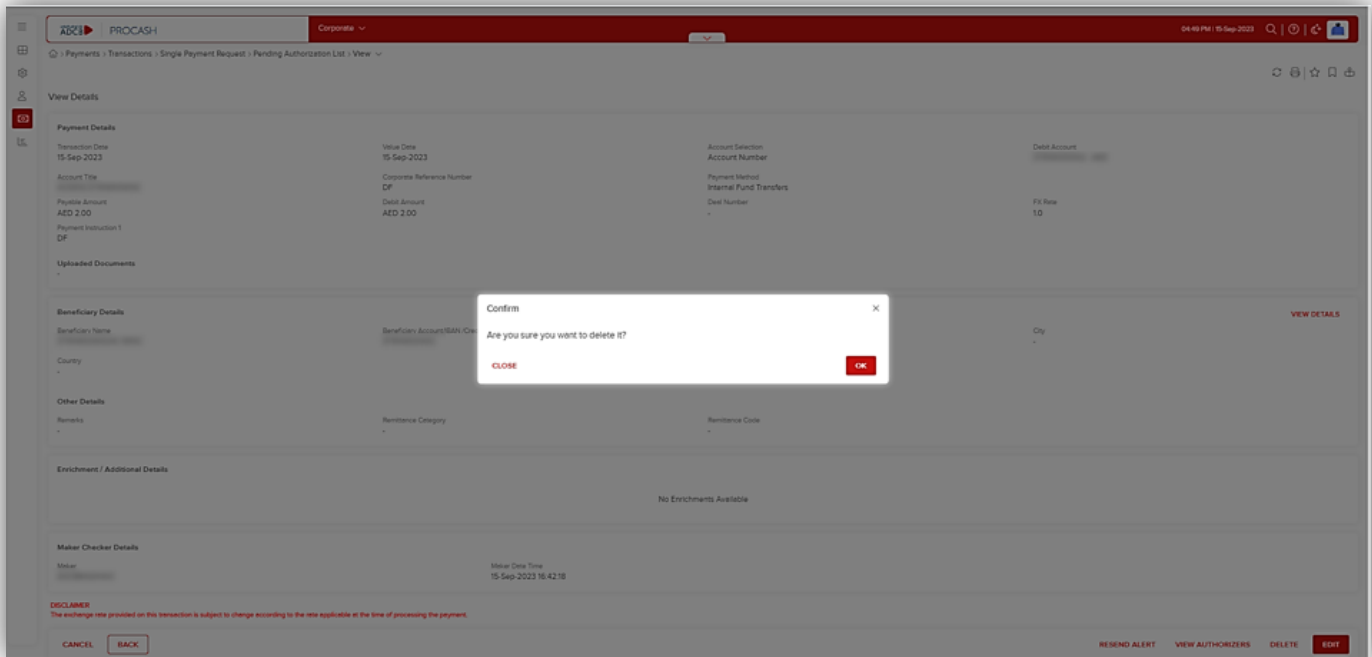 ADCB PROCASH Corporate 04:49 PM | 15-Sep-2023
Payments Transactions Single Payment Request Pending Authorization List View
View Details
Payment Details
Transaction Date Value Date Account Selection Debit Account
15-Sep-2023 15-Sep-2023 Account Number
Account Title Corporate Reference Number Payment Method
DF Internal Fund Transfers
Payable Amount Debit Amount Deal Number FX Rate
AED 2.00 AED 2.00 - 1.0
Payment Instruction 1
DF
Uploaded Documents
-
Confirm
Are you sure you want to delete it?
CLOSE OK
Beneficiary Details VIEW DETAILS
Beneficiary Name Beneficiary Account/IBAN City
-
Country
-
Other Details
Remarks Remittance Category Remittance Code
- - -
Enrichment / Additional Details
No Enrichments Available
Maker Checker Details
Maker Maker Date Time
15-Sep-2023 16:42:18
DISCLAIMER
The exchange rate provided on this transaction is subject to change according to the rate applicable at the time of processing the payment.
CANCEL BACK RESEND ALERT VIEW AUTHORIZERS DELETE EDIT